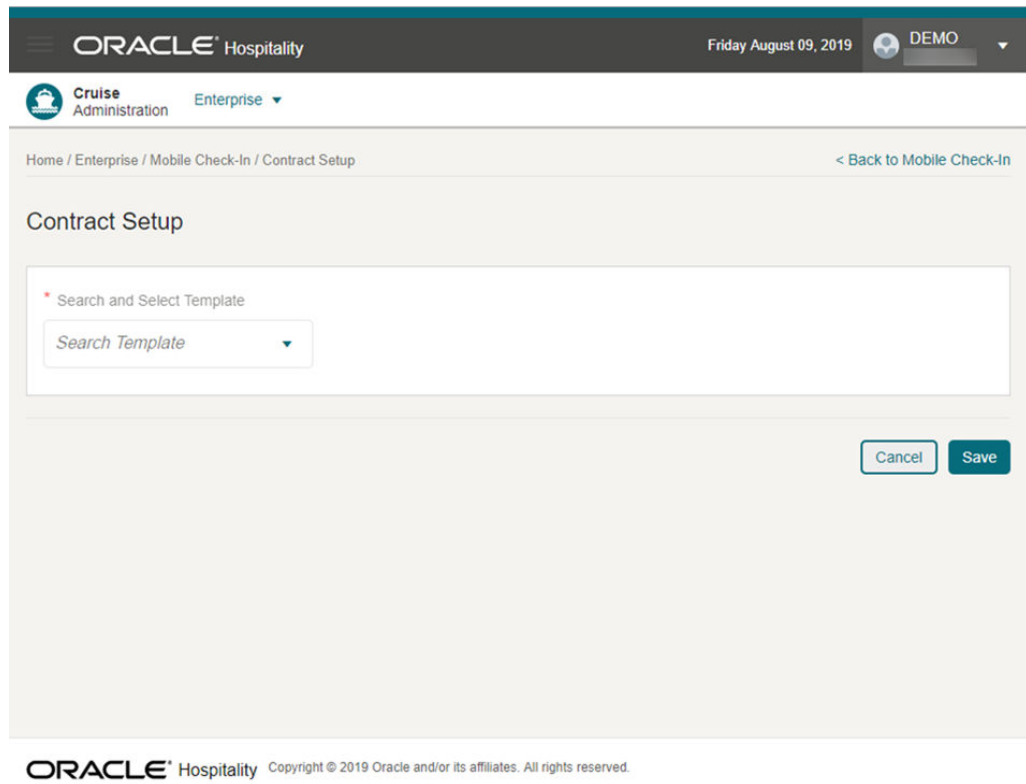 ORACLE® Hospitality
Friday August 09, 2019
DEMO
Cruise
Administration
Enterprise
Home / Enterprise / Mobile Check-In / Contract Setup
< Back to Mobile Check-In
Contract Setup
* Search and Select Template
Search Template
Cancel
Save
ORACLE® Hospitality Copyright © 2019 Oracle and/or its affiliates. All rights reserved.